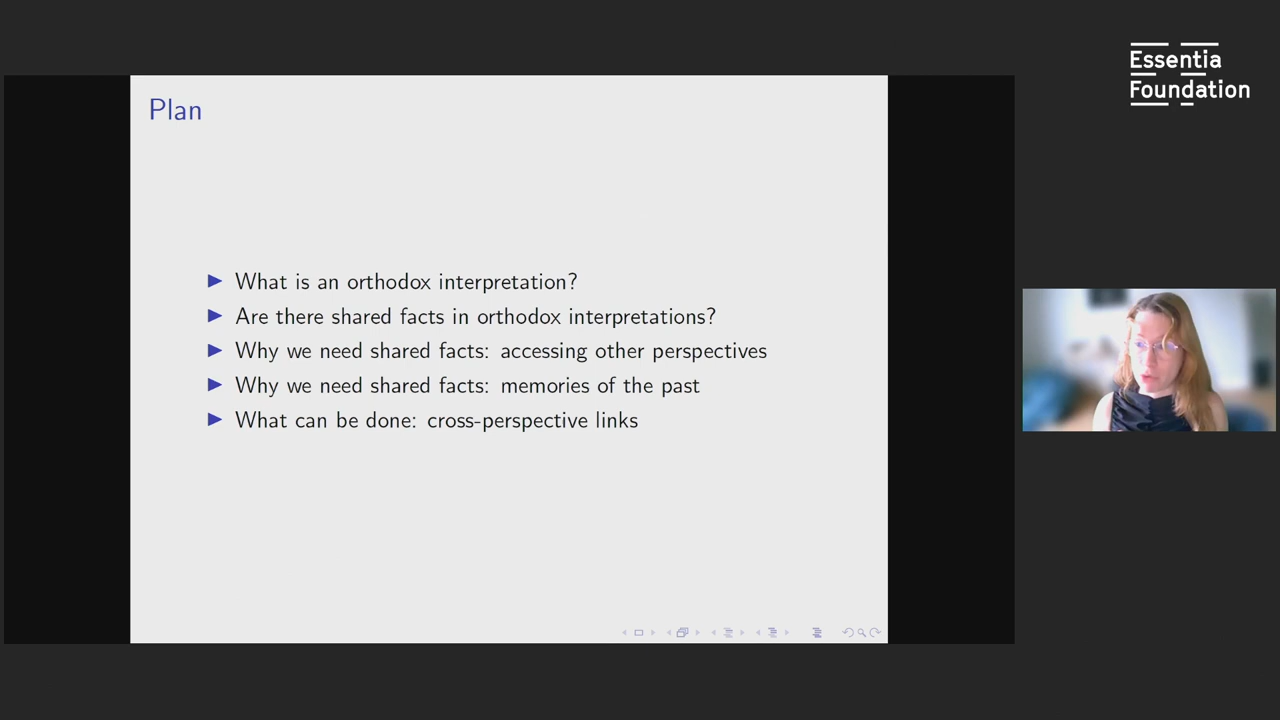 Essentia
Foundation
Plan
What is an orthodox interpretation?
Are there shared facts in orthodox interpretations?
Why we need shared facts: accessing other perspectives
Why we need shared facts: memories of the past
What can be done: cross-perspective links